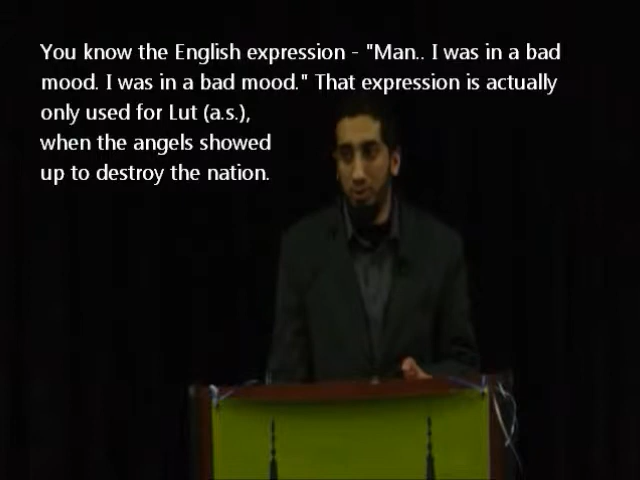 You know the English expression - "Man.. I was in a bad
mood. I was in a bad mood." That expression is actually
only used for Lut (a.s.),
when the angels showed
up to destroy the nation.